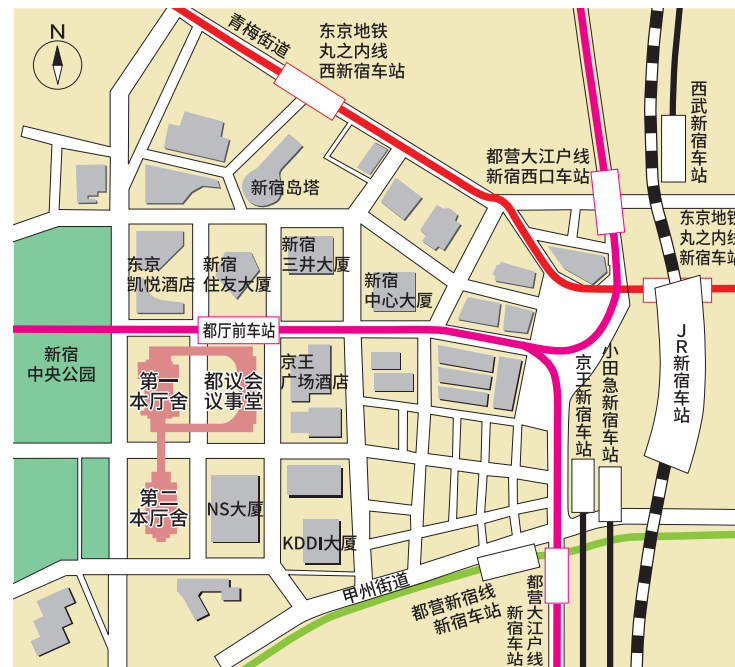 N
青梅街道
东京地铁
丸之内线
西新宿车站
西武新宿车站
都营大江户线
新宿西口车站
新宿岛塔
东京地铁
丸之内线
新宿车站
东京
凯悦酒店
新宿
住友大厦
新宿
三井大厦
新宿
中心大厦
都厅前车站
新宿
中央公园
第一
本厅舍
都议会
议事堂
京王
广场酒店
京王新宿车站
小田急新宿车站
JR新宿车站
第二
本厅舍
NS大厦
KDDI大厦
甲州街道
都营新宿线
新宿车站
都营大江户线
新宿车站